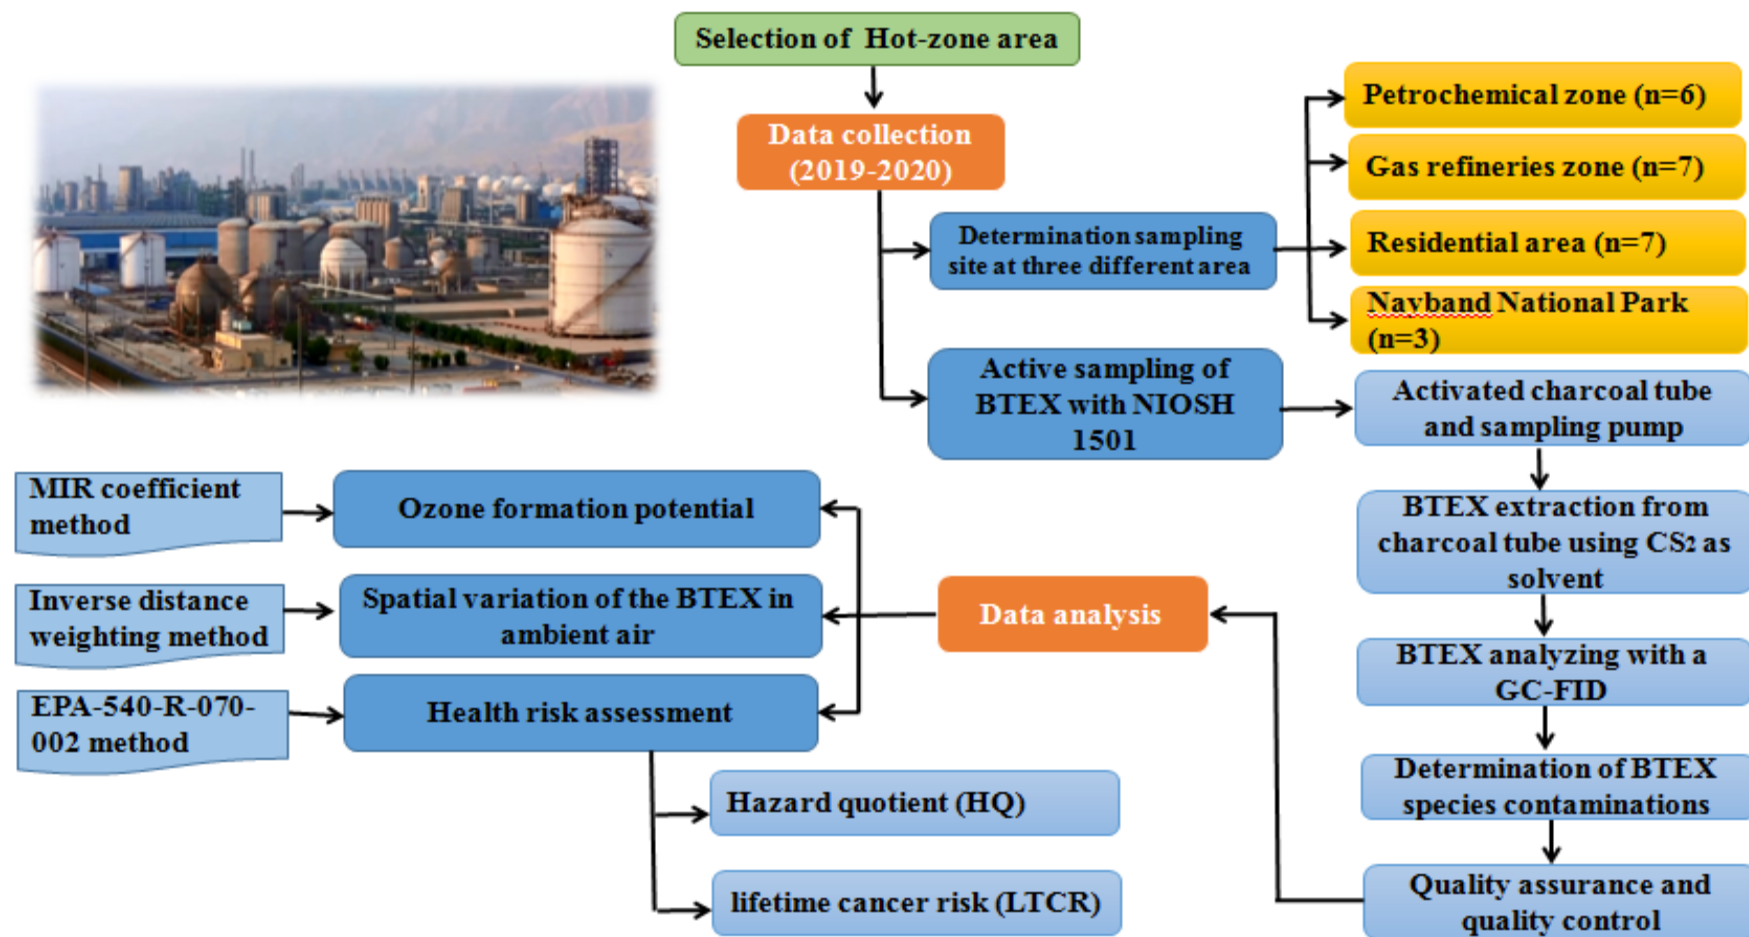 Selection of Hot-zone area
Data collection
(2019-2020)
Determination sampling
site at three different area
Petrochemical zone (n=6)
Gas refineries zone (n=7)
Residential area (n=7)
Nayband National Park
(n=3)
Active sampling of
BTEX with NIOSH
1501
Activated charcoal tube
and sampling pump
BTEX extraction from
charcoal tube using CS₂ as
solvent
BTEX analyzing with a
GC-FID
Determination of BTEX
species contaminations
Quality assurance and
quality control
Data analysis
MIR coefficient
method
Ozone formation potential
Inverse distance
weighting method
Spatial variation of the BTEX in
ambient air
EPA-540-R-070-
002 method
Health risk assessment
Hazard quotient (HQ)
lifetime cancer risk (LTCR)